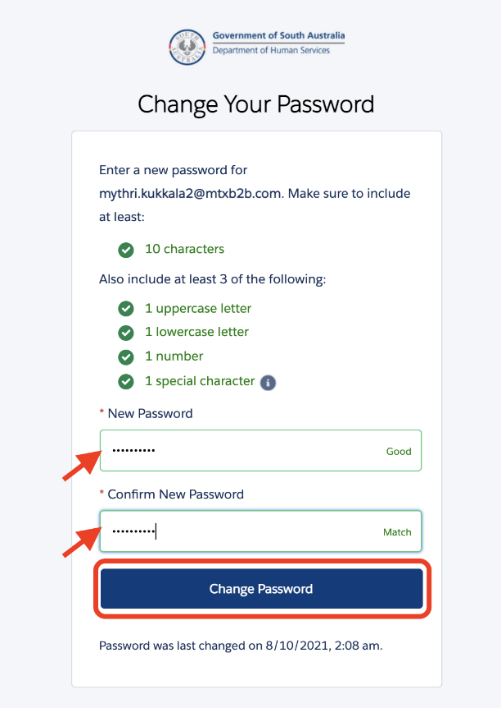 Government of South Australia
Department of Human Services
Change Your Password
Enter a new password for
mythri.kukkala2@mtxb2b.com. Make sure to include
at least:
10 characters
Also include at least 3 of the following:
1 uppercase letter
1 lowercase letter
1 number
1 special character i
* New Password
•••••••••• Good
* Confirm New Password
•••••••••• Match
Change Password
Password was last changed on 8/10/2021, 2:08 am.